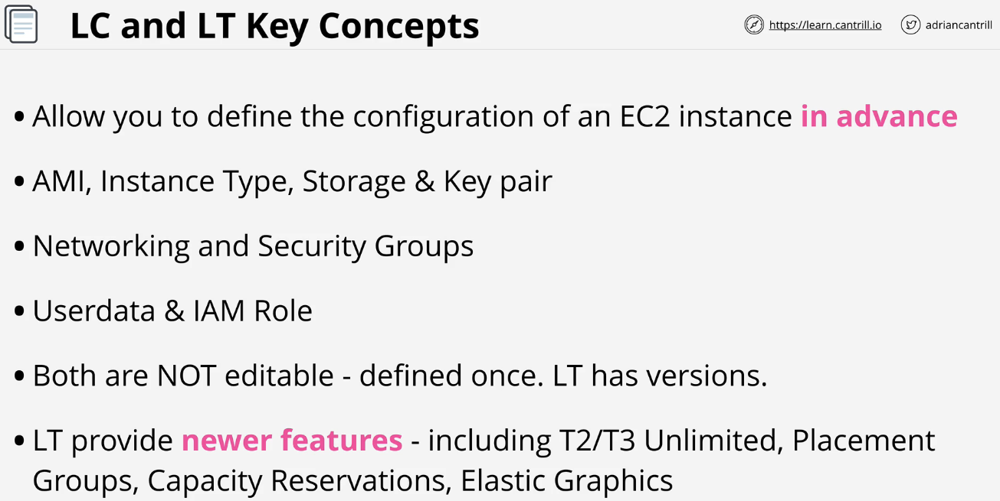 LC and LT Key Concepts
https://learn.cantrill.io
adriancantrill
• Allow you to define the configuration of an EC2 instance in advance
• AMI, Instance Type, Storage & Key pair
• Networking and Security Groups
• Userdata & IAM Role
• Both are NOT editable - defined once. LT has versions.
• LT provide newer features - including T2/T3 Unlimited, Placement
Groups, Capacity Reservations, Elastic Graphics